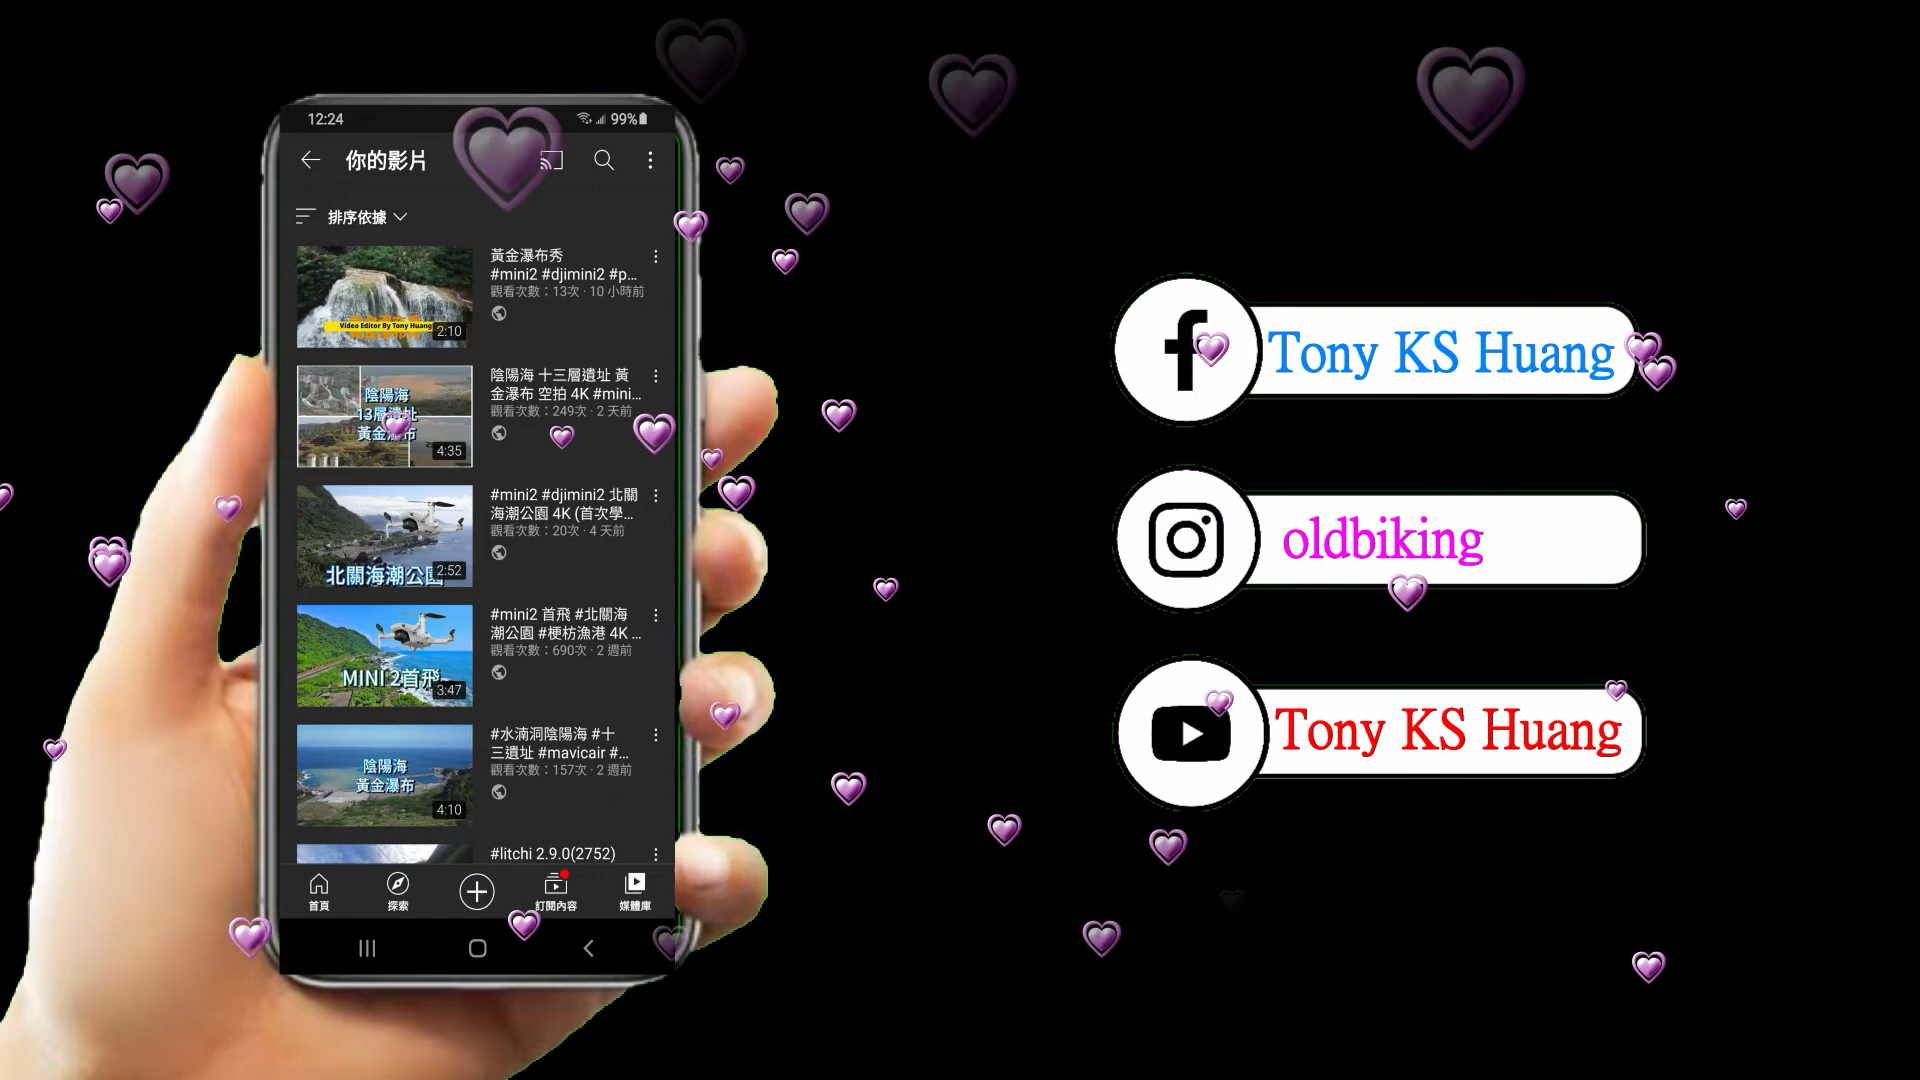 12:24
99%
你的影片
排序依據
黃金瀑布秀
#mini2 #djimini2 #p...
觀看次數：13次 · 10 小時前
Video Editor By Tony Huang
2:10
陰陽海 十三層遺址 黃
金瀑布 空拍 4K #mini...
觀看次數：249次 · 2 天前
陰陽海
13層遺址
黃金瀑布
4:35
#mini2 #djimini2 北關
海潮公園 4K (首次學...
觀看次數：20次 · 4 天前
北關海潮公園
2:52
#mini2 首飛 #北關海
潮公園 #梗枋漁港 4K ...
觀看次數：690次 · 2 週前
MINI 2首飛
3:47
#水湳洞陰陽海 #十
三遺址 #mavicair #...
觀看次數：157次 · 2 週前
陰陽海
黃金瀑布
4:10
#litchi 2.9.0(2752)
首頁
探索
訂閱內容
媒體庫
Tony KS Huang
oldbiking
Tony KS Huang